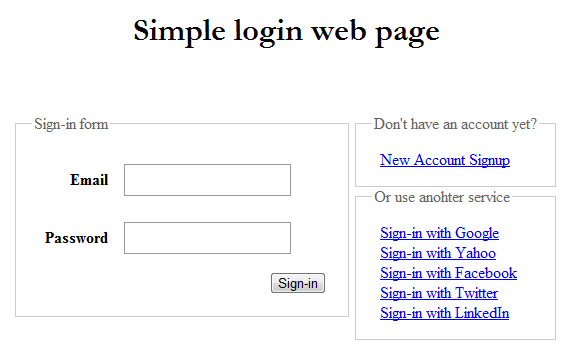 Simple login web page
Sign-in form
Email
Password
Sign-in
Don't have an account yet?
New Account Signup
Or use anohter service
Sign-in with Google
Sign-in with Yahoo
Sign-in with Facebook
Sign-in with Twitter
Sign-in with LinkedIn